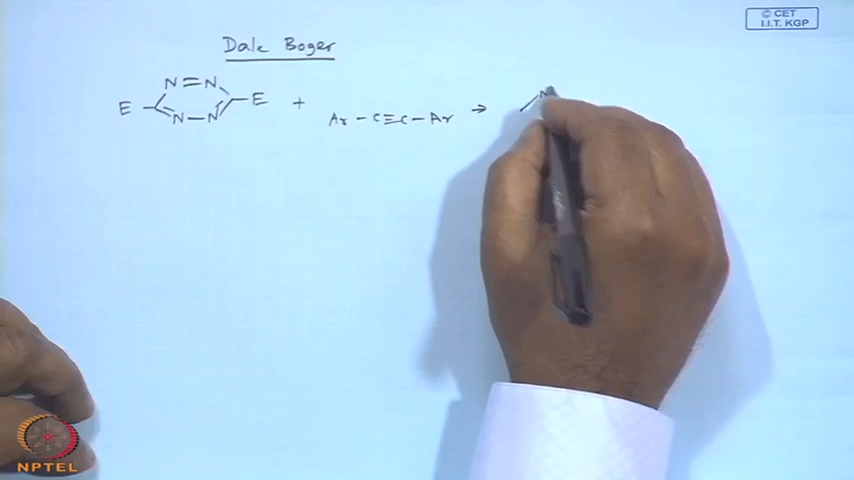 © CET
I.I.T. KGP
Dale Boger
N=N
E E + Ar-C≡C-Ar → N
N-N
NPTEL